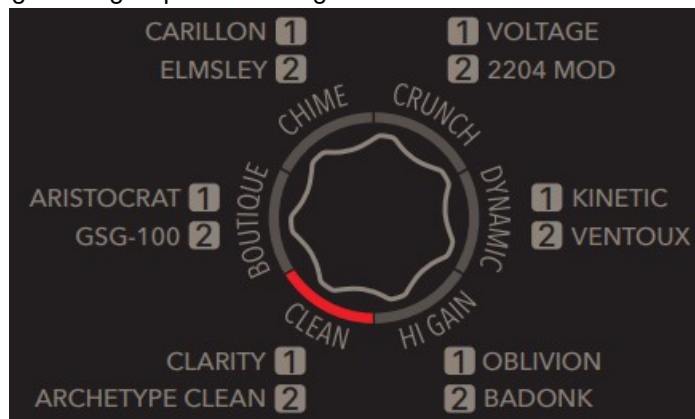 CARILLON 1
ELMSLEY 2
1 VOLTAGE
2 2204 MOD
CHIME
CRUNCH
ARISTOCRAT 1
GSG-100 2
BOUTIQUE
DYNAMIC
1 KINETIC
2 VENTOUX
CLEAN
HI GAIN
CLARITY 1
ARCHETYPE CLEAN 2
1 OBLIVION
2 BADONK